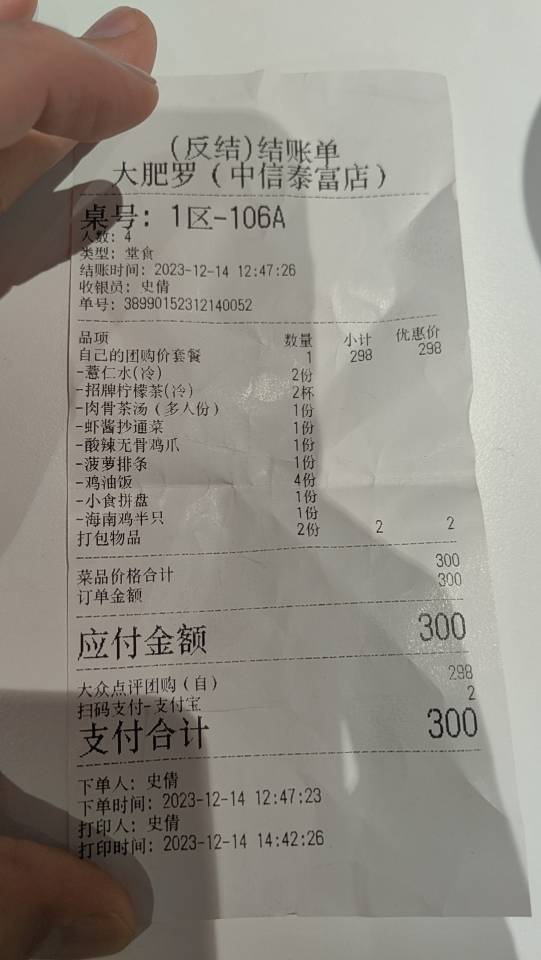 (反结)结账单
大肥罗(中信泰富店)
桌号: 1区-106A
人数: 4
类型: 堂食
结账时间: 2023-12-14 12:47:26
收银员: 史倩
单号: 38990152312140052
品项 数量 小计 优惠价
自己的团购价套餐 1 298 298
-薏仁水(冷) 2份
-招牌柠檬茶(冷) 2杯
-肉骨茶汤(多人份) 1份
-虾酱抄通菜 1份
-酸辣无骨鸡爪 1份
-菠萝排条 1份
-鸡油饭 4份
-小食拼盘 1份
-海南鸡半只 1份
打包物品 2份 2 2
菜品价格合计 300
订单金额 300
应付金额 300
大众点评团购(自) 298
扫码支付-支付宝 2
支付合计 300
下单人: 史倩
下单时间: 2023-12-14 12:47:23
打印人: 史倩
打印时间: 2023-12-14 14:42:26